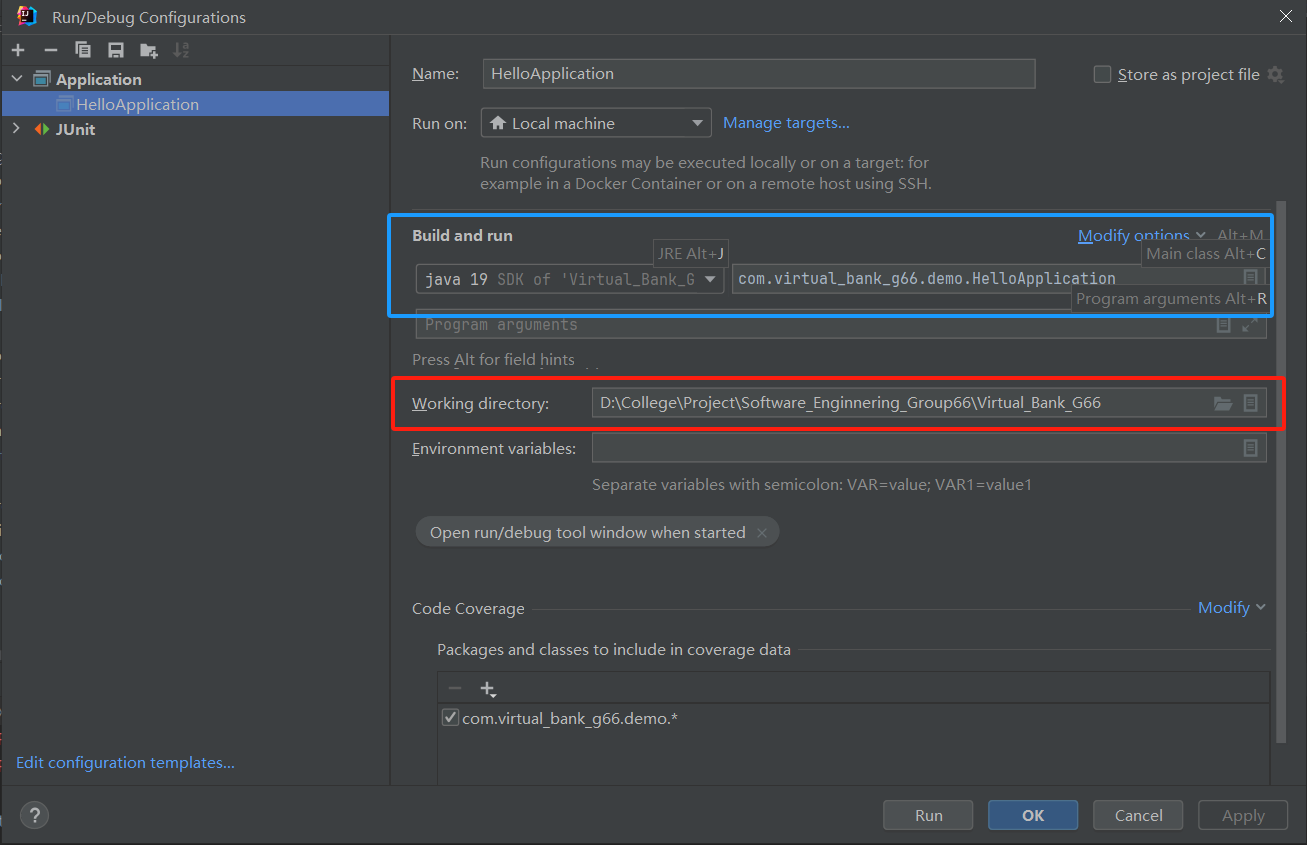 Run/Debug Configurations
Application
HelloApplication
JUnit
Edit configuration templates...
Name:
HelloApplication
Store as project file
Run on:
Local machine
Manage targets...
Run configurations may be executed locally or on a target: for
example in a Docker Container or on a remote host using SSH.
Build and run
Modify options
Alt+M
JRE Alt+J
Main class Alt+C
java 19 SDK of 'Virtual_Bank_G
com.virtual_bank_g66.demo.HelloApplication
Program arguments Alt+R
Program arguments
Press Alt for field hints
Working directory:
D:\College\Project\Software_Enginnering_Group66\Virtual_Bank_G66
Environment variables:
Separate variables with semicolon: VAR=value; VAR1=value1
Open run/debug tool window when started
Code Coverage
Modify
Packages and classes to include in coverage data
com.virtual_bank_g66.demo.*
?
Run
OK
Cancel
Apply